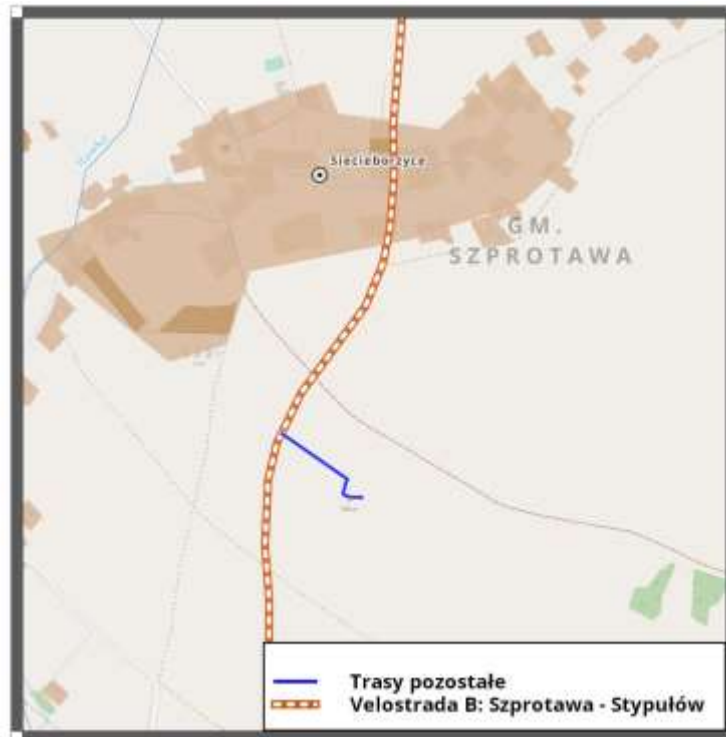 Siecieborzyce
GM.
SZPROTAWA
Trasy pozostałe
Velostrada B: Szprotawa - Stypułów